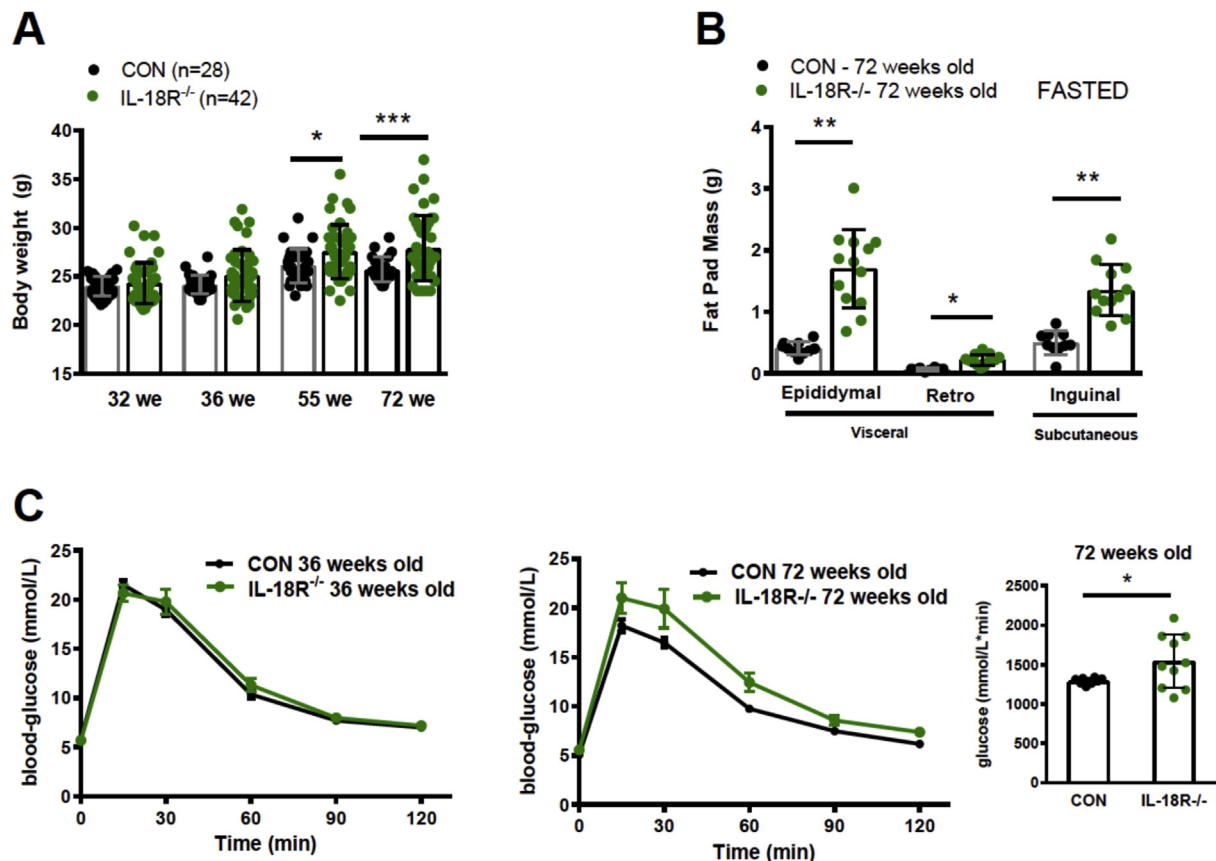 A
CON (n=28)
IL-18R-/- (n=42)
*
***
40
35
30
25
20
15
Body weight (g)
32 we
36 we
55 we
72 we
B
CON - 72 weeks old
IL-18R-/- 72 weeks old
FASTED
**
*
**
4
3
2
1
0
Fat Pad Mass (g)
Epididymal
Retro
Inguinal
Visceral
Subcutaneous
C
CON 36 weeks old
IL-18R-/- 36 weeks old
25
20
15
10
5
0
blood-glucose (mmol/L)
0
30
60
90
120
Time (min)
CON 72 weeks old
IL-18R-/- 72 weeks old
25
20
15
10
5
0
blood-glucose (mmol/L)
0
30
60
90
120
Time (min)
72 weeks old
*
2500
2000
1500
1000
500
0
glucose (mmol/L*min)
CON
IL-18R-/-